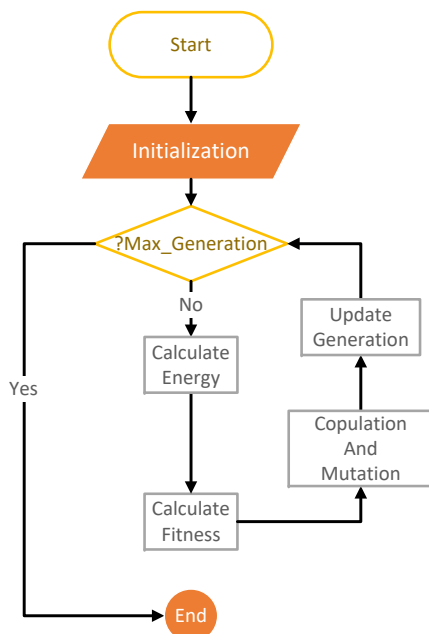 Start
Initialization
?Max_Generation
No
Calculate
Energy
Calculate
Fitness
Copulation
And
Mutation
Update
Generation
Yes
End